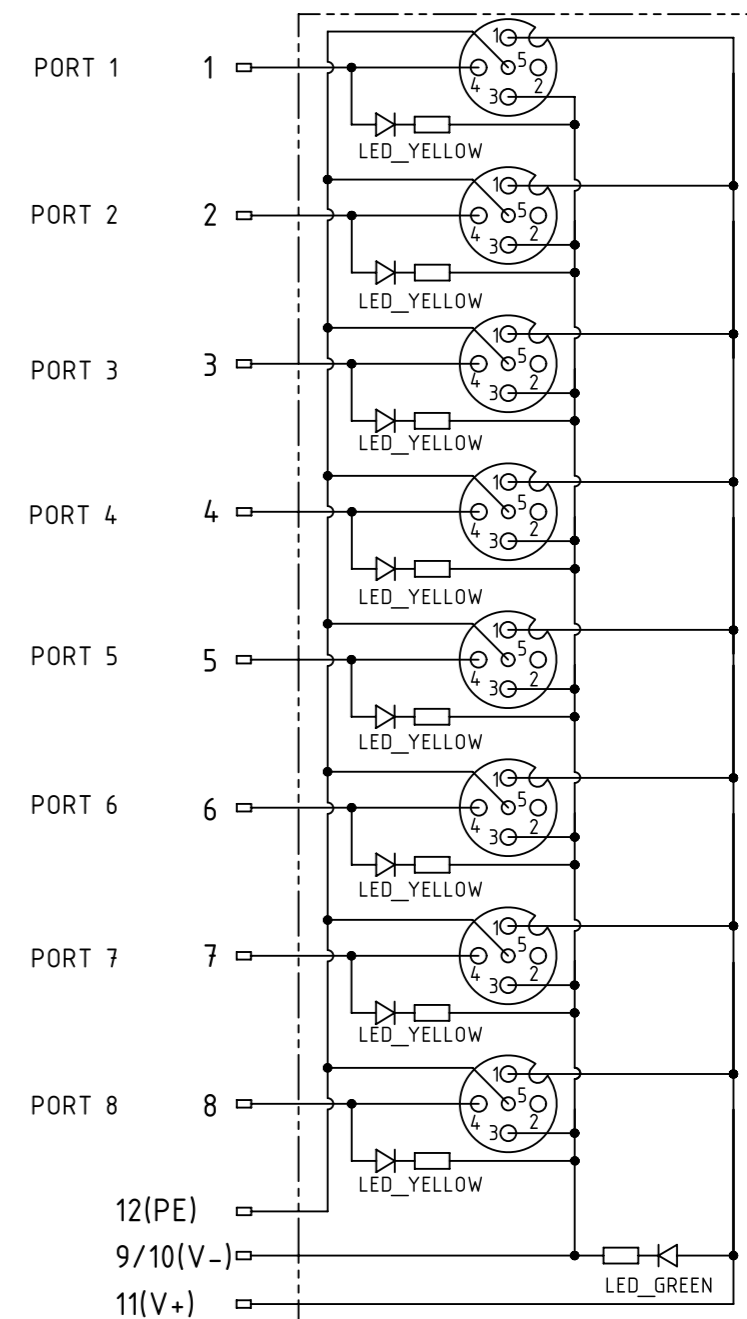 1
PORT 1 1 5
4 3 2
LED_YELLOW
1
PORT 2 2 5
4 3 2
LED_YELLOW
1
PORT 3 3 5
4 3 2
LED_YELLOW
1
PORT 4 4 5
4 3 2
LED_YELLOW
1
PORT 5 5 5
4 3 2
LED_YELLOW
1
PORT 6 6 5
4 3 2
LED_YELLOW
1
PORT 7 7 5
4 3 2
LED_YELLOW
1
PORT 8 8 5
4 3 2
LED_YELLOW
12(PE)
9/10(V-)
LED_GREEN
11(V+)